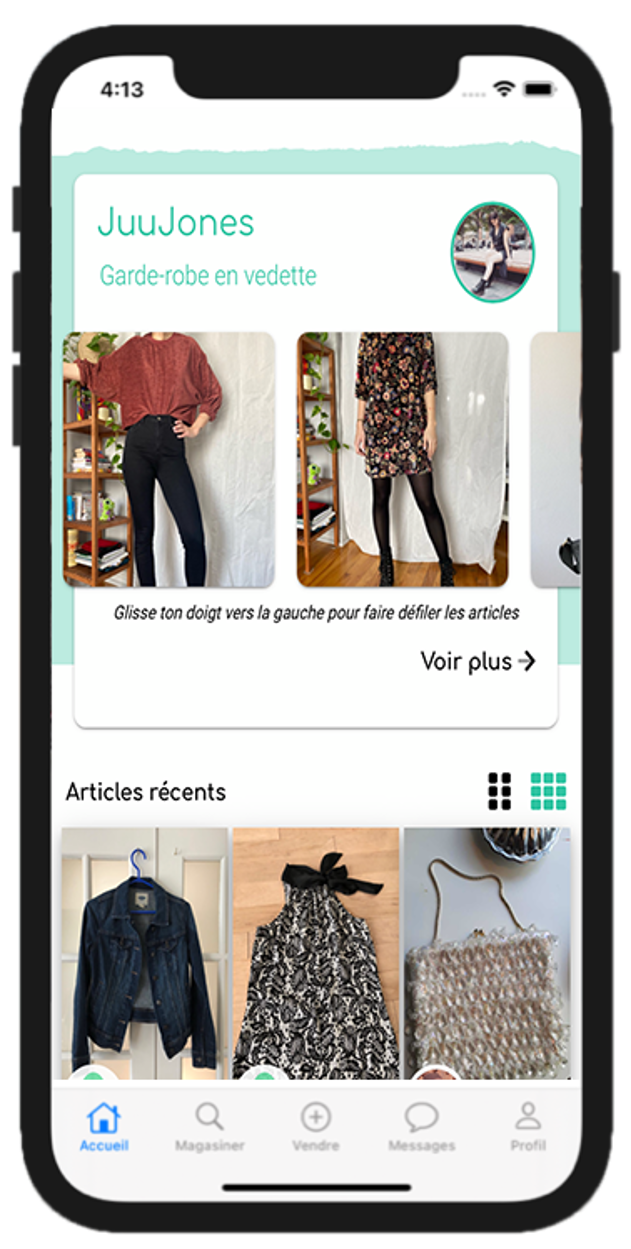 4:13
JuuJones
Garde-robe en vedette
Glisse ton doigt vers la gauche pour faire défiler les articles
Voir plus →
Articles récents
Accueil Magasiner Vendre Messages Profil